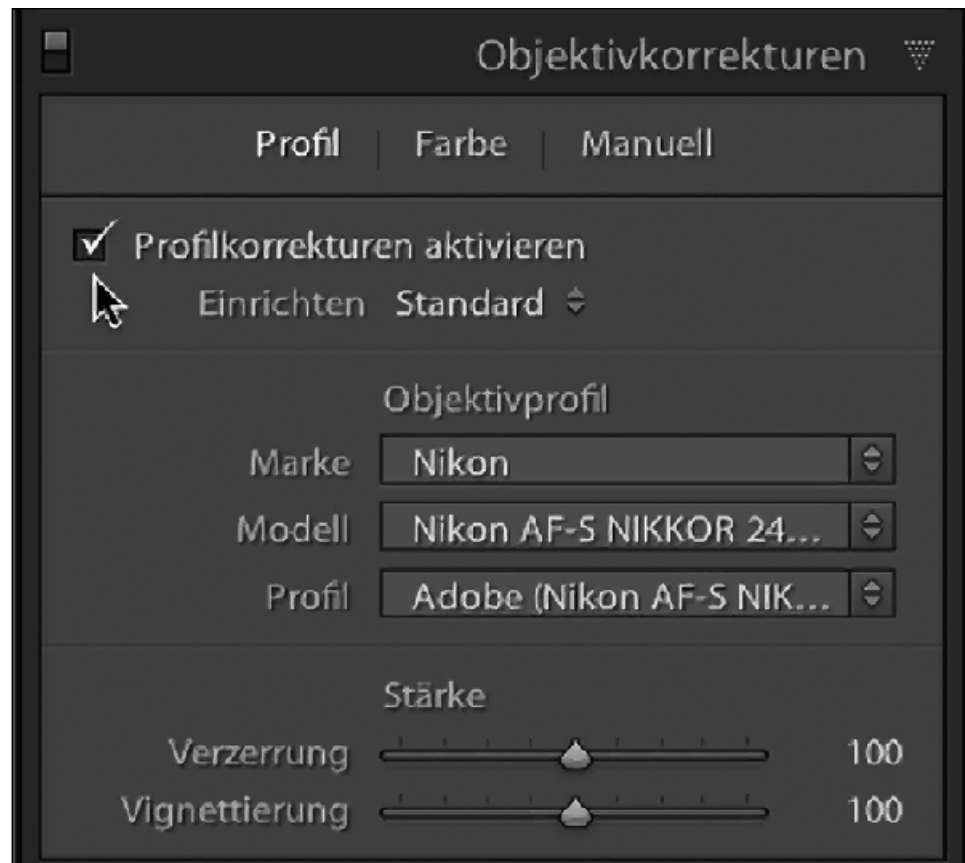 Objektivkorrekturen
Profil | Farbe | Manuell
Profilkorrekturen aktivieren
Einrichten Standard
Objektivprofil
Marke Nikon
Modell Nikon AF-S NIKKOR 24...
Profil Adobe (Nikon AF-S NIK...
Stärke
Verzerrung 100
Vignettierung 100